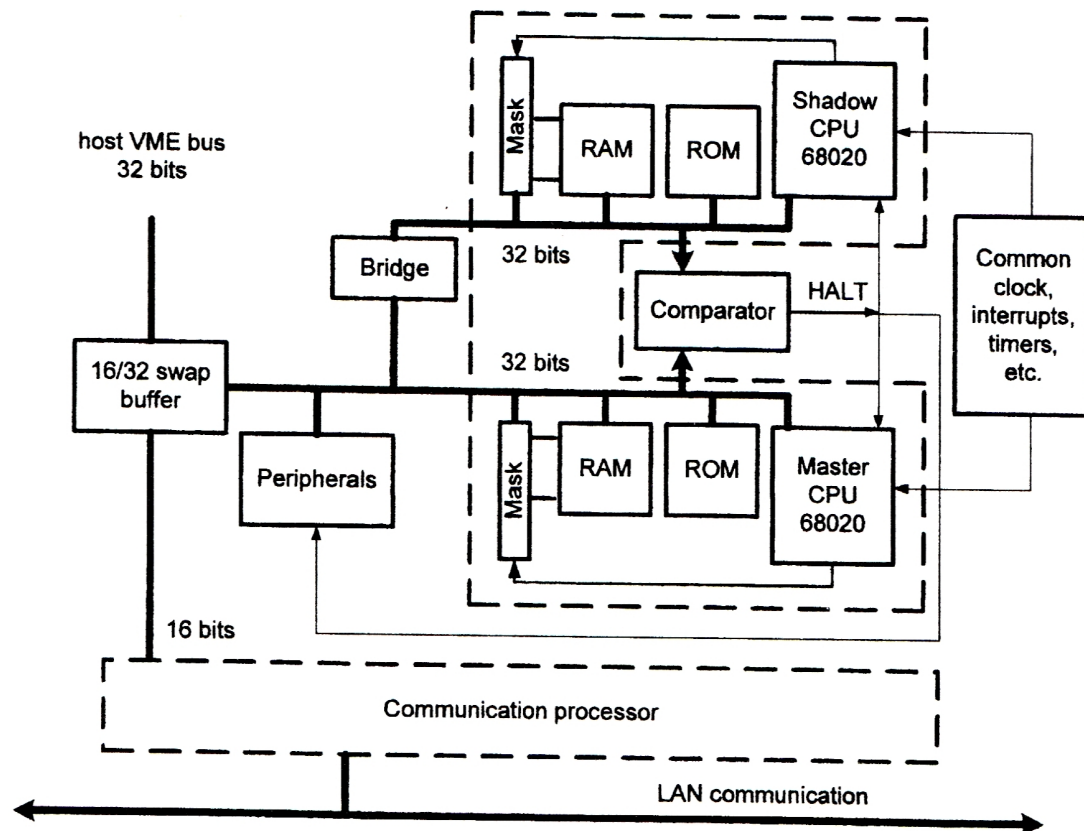 host VME bus
32 bits
Mask
RAM
ROM
Shadow
CPU
68020
Bridge
32 bits
Comparator
HALT
Common
clock,
interrupts,
timers,
etc.
16/32 swap
buffer
32 bits
Peripherals
Mask
RAM
ROM
Master
CPU
68020
16 bits
Communication processor
LAN communication